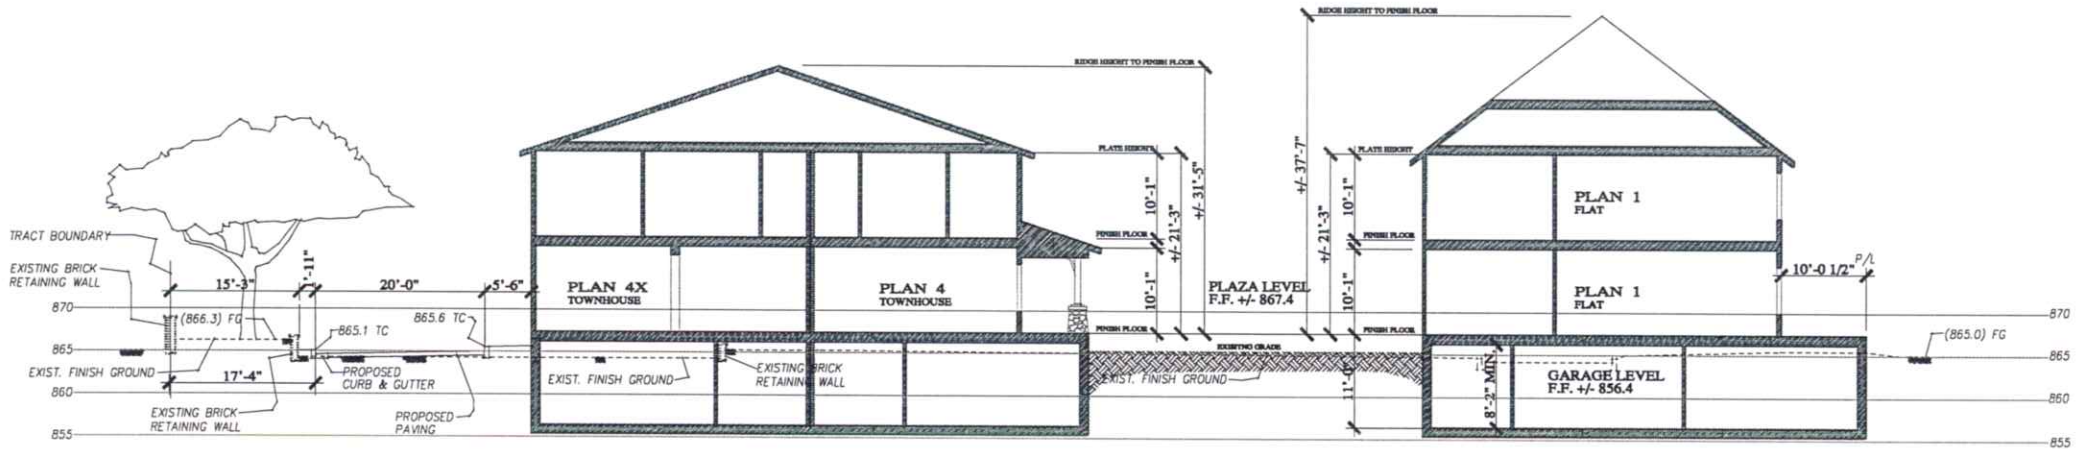 RIDGE HEIGHT TO FINISH FLOOR
RIDGE HEIGHT TO FINISH FLOOR
+/- 37'-7"
+/- 31'-5"
PLATE HEIGHT
PLATE HEIGHT
10'-1"
+/- 21'-3"
+/- 21'-3"
10'-1"
PLAN 1
FLAT
TRACT BOUNDARY
EXISTING BRICK
RETAINING WALL
15'-3"
1'-11"
20'-0"
5'-6"
FINISH FLOOR
FINISH FLOOR
PLAN 4X
TOWNHOUSE
PLAN 4
TOWNHOUSE
10'-1"
PLAZA LEVEL
F.F. +/- 867.4
10'-1"
PLAN 1
FLAT
10'-0 1/2"
P/L
870
870
(866.3) FG
865.1 TC
865.6 TC
FINISH FLOOR
FINISH FLOOR
(865.0) FG
865
865
EXISTING GRADE
EXIST. FINISH GROUND
17'-4"
PROPOSED
CURB & GUTTER
EXIST. FINISH GROUND
EXISTING BRICK
RETAINING WALL
EXIST. FINISH GROUND
11'-0"
8'-2" MIN.
GARAGE LEVEL
F.F. +/- 856.4
860
860
EXISTING BRICK
RETAINING WALL
PROPOSED
PAVING
855
855